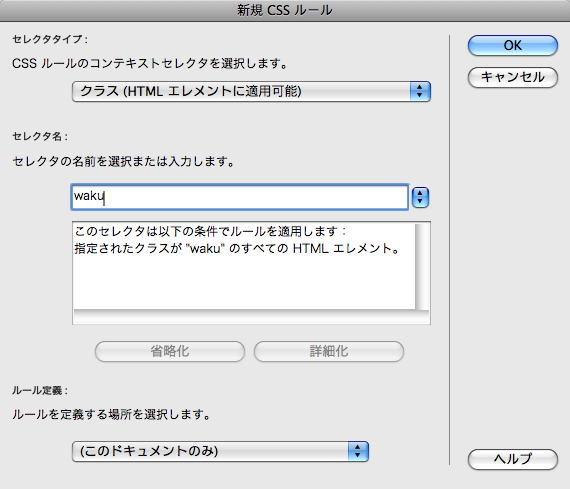 新規 CSS ルール
セレクタタイプ :
CSS ルールのコンテキストセレクタを選択します。
クラス (HTML エレメントに適用可能)
セレクタ名 :
セレクタの名前を選択または入力します。
waku
このセレクタは以下の条件でルールを適用します :
指定されたクラスが "waku" のすべての HTML エレメント。
省略化
詳細化
ルール定義 :
ルールを定義する場所を選択します。
(このドキュメントのみ)
OK
キャンセル
ヘルプ